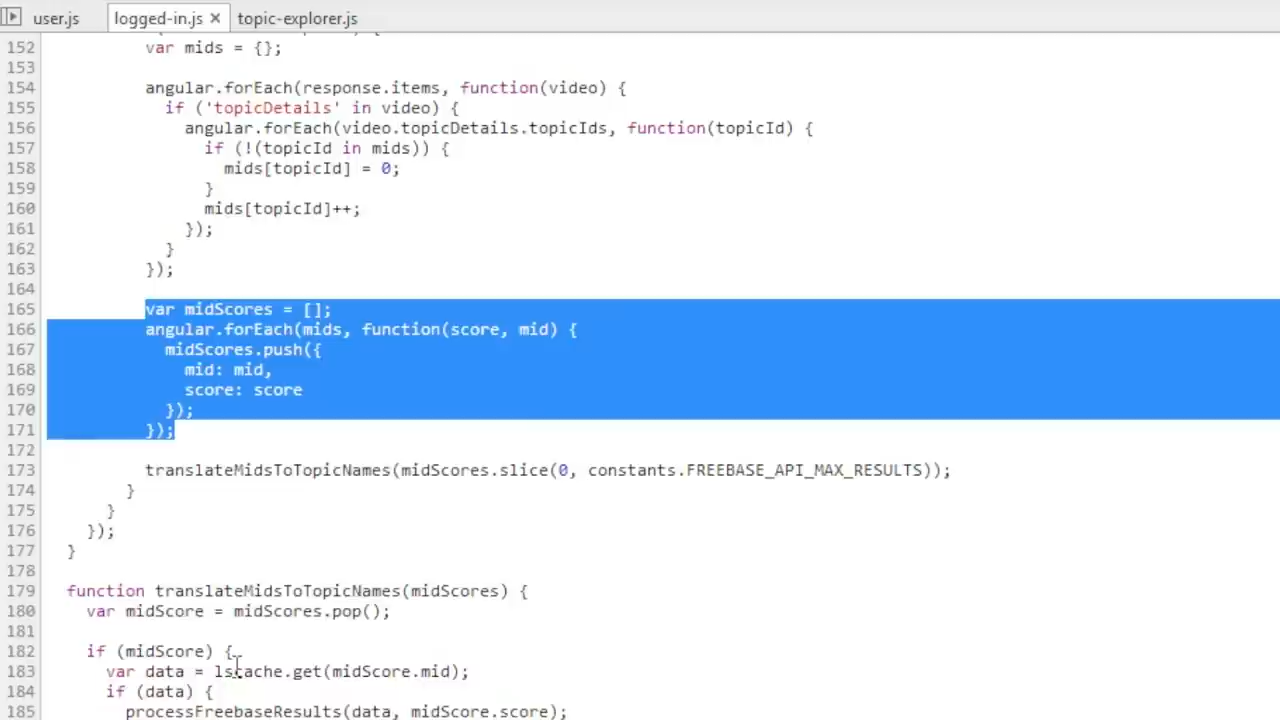 user.js logged-in.js × topic-explorer.js
152 var mids = {};
153
154 angular.forEach(response.items, function(video) {
155 if ('topicDetails' in video) {
156 angular.forEach(video.topicDetails.topicIds, function(topicId) {
157 if (!(topicId in mids)) {
158 mids[topicId] = 0;
159 }
160 mids[topicId]++;
161 });
162 }
163 });
164
165 var midScores = [];
166 angular.forEach(mids, function(score, mid) {
167 midScores.push({
168 mid: mid,
169 score: score
170 });
171 });
172
173 translateMidsToTopicNames(midScores.slice(0, constants.FREEBASE_API_MAX_RESULTS));
174 }
175 }
176 });
177 }
178
179 function translateMidsToTopicNames(midScores) {
180 var midScore = midScores.pop();
181
182 if (midScore) {
183 var data = lscache.get(midScore.mid);
184 if (data) {
185 processFreebaseResults(data, midScore.score);